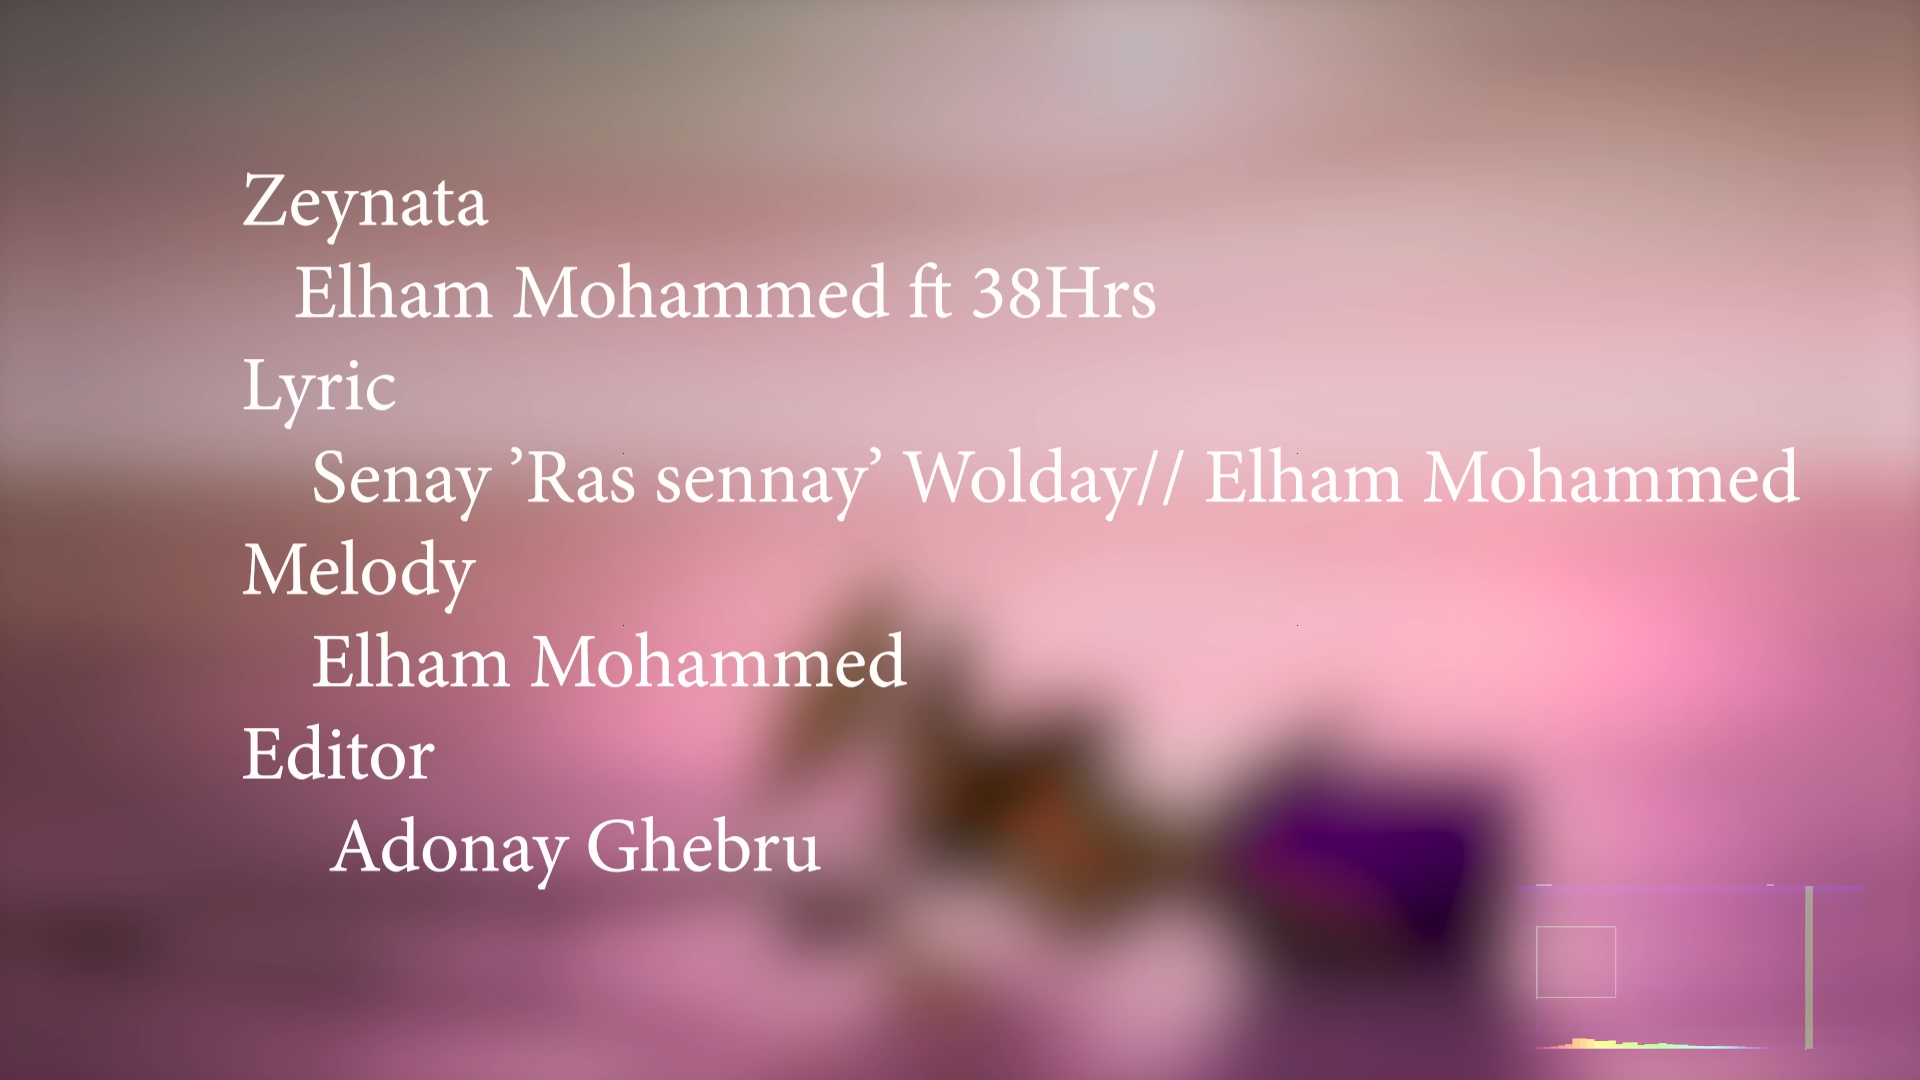 Zeynata
Elham Mohammed ft 38Hrs
Lyric
Senay ’Ras sennay’ Wolday// Elham Mohammed
Melody
Elham Mohammed
Editor
Adonay Ghebru